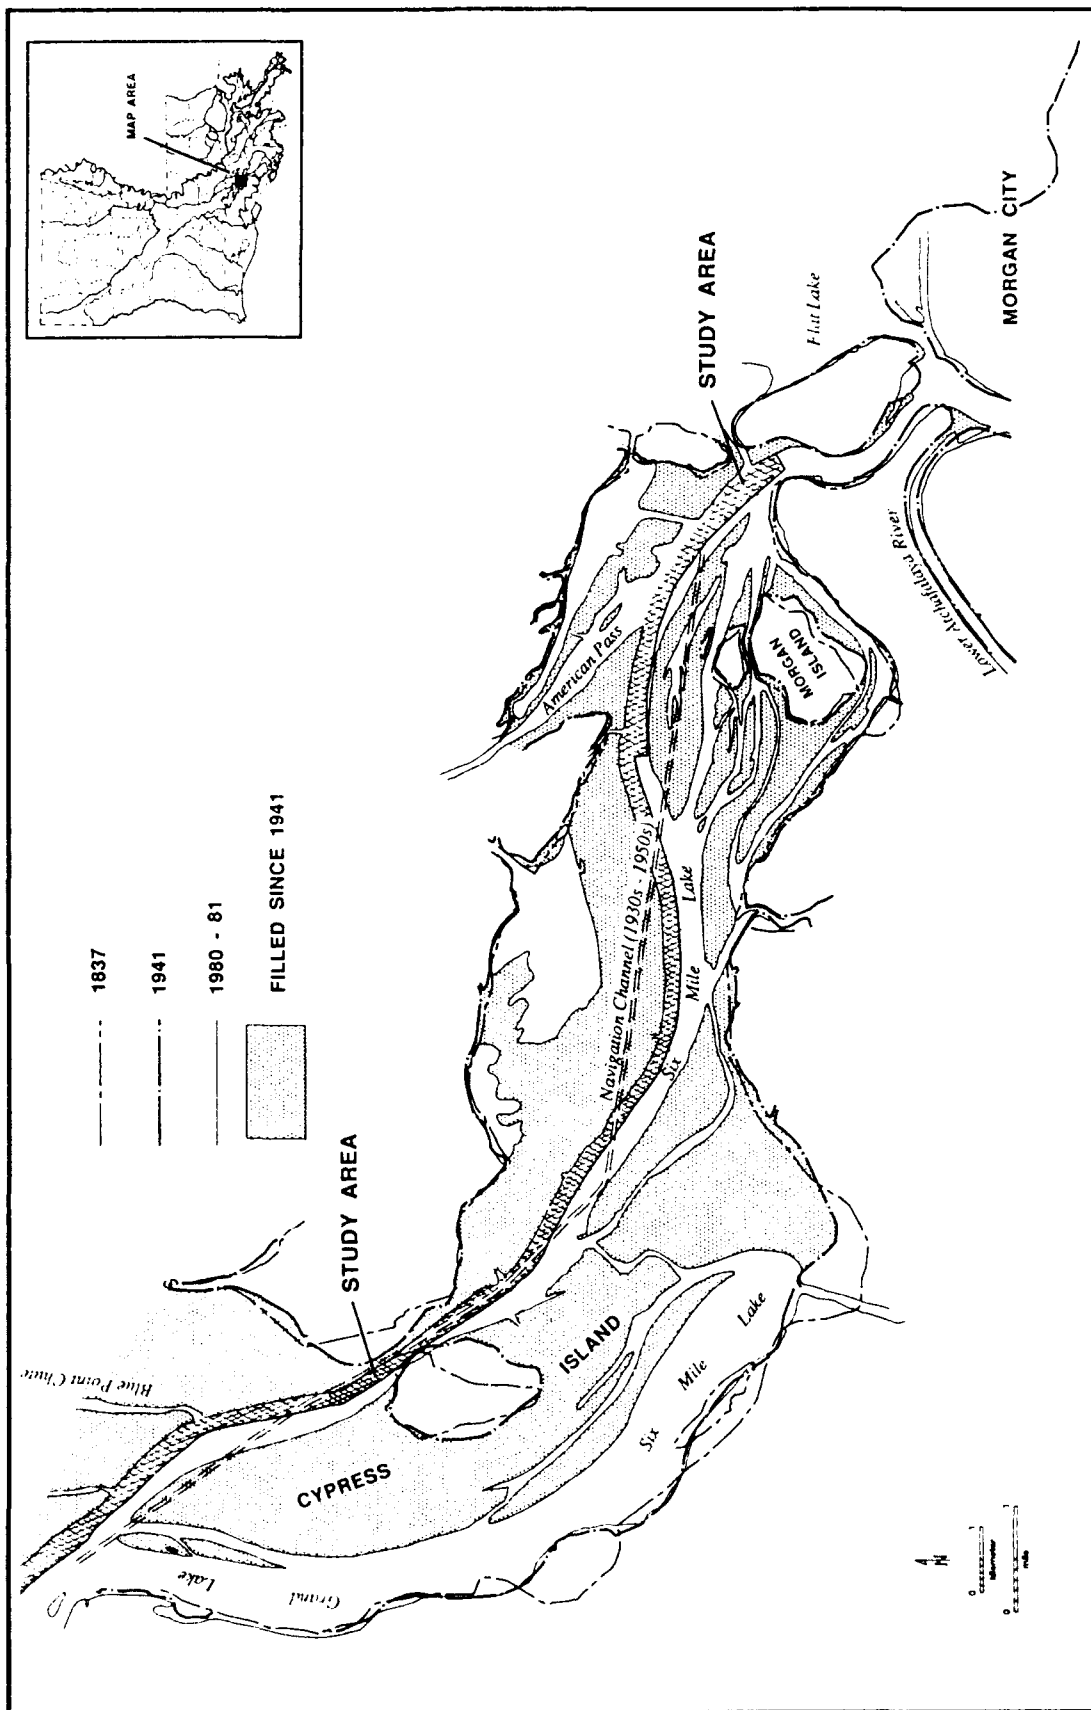 MAP AREA
1837
1941
1980 - 81
FILLED SINCE 1941
STUDY AREA
STUDY AREA
Blue Point Chute
CYPRESS
ISLAND
Grand
Lake
Six
Mile
Lake
Six
Mile
Lake
Navigation Channel (1930s - 1950s)
American Pass
MORGAN
ISLAND
Flat Lake
Lower Atchafalaya River
MORGAN CITY
N
0 1
kilometer
0 1
mile